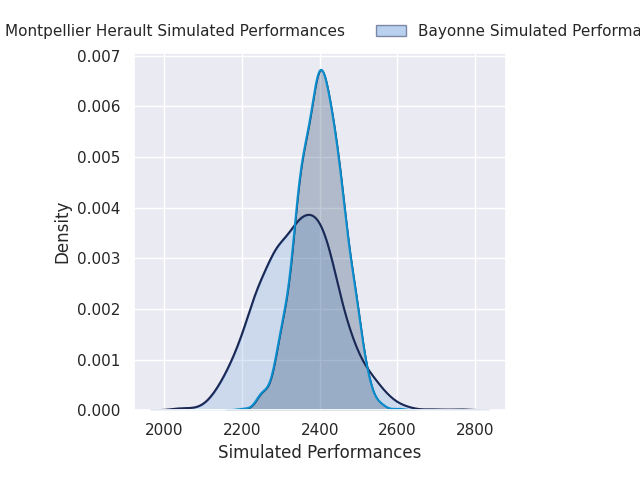 Montpellier Herault Simulated Performances
Bayonne Simulated Performa
0.007
0.006
0.005
0.004
0.003
0.002
0.001
0.000
Density
2000 2200 2400 2600 2800
Simulated Performances